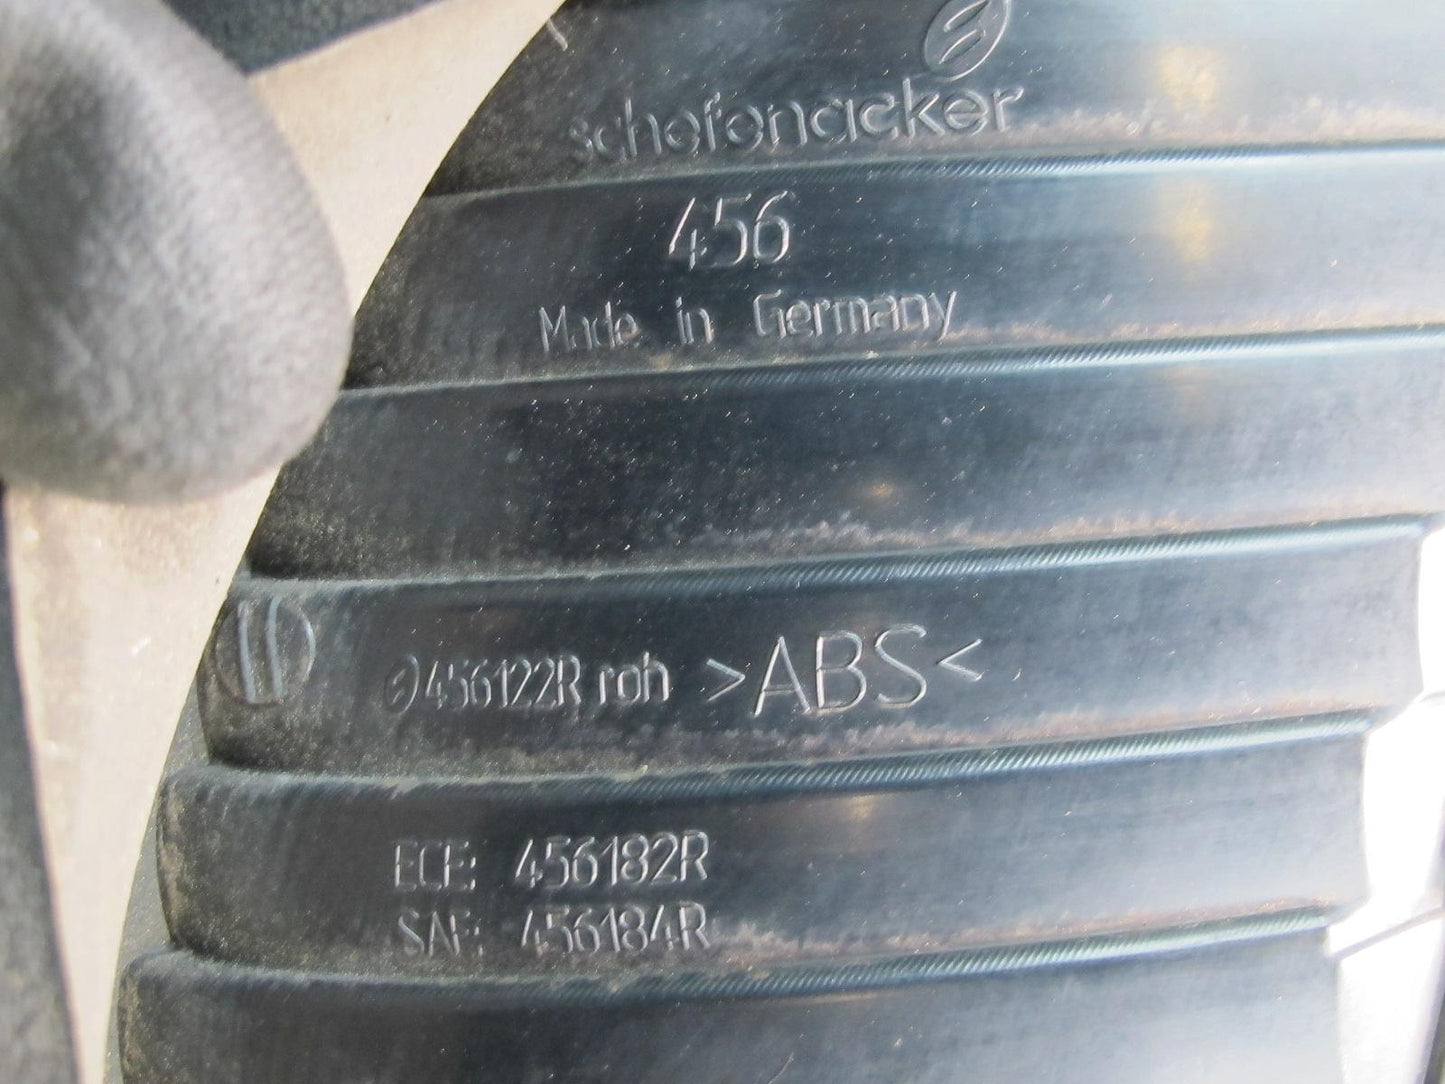 schefenacker
456
Made in Germany
456122R roh >ABS<
ECE: 456182R
SAE: 456184R